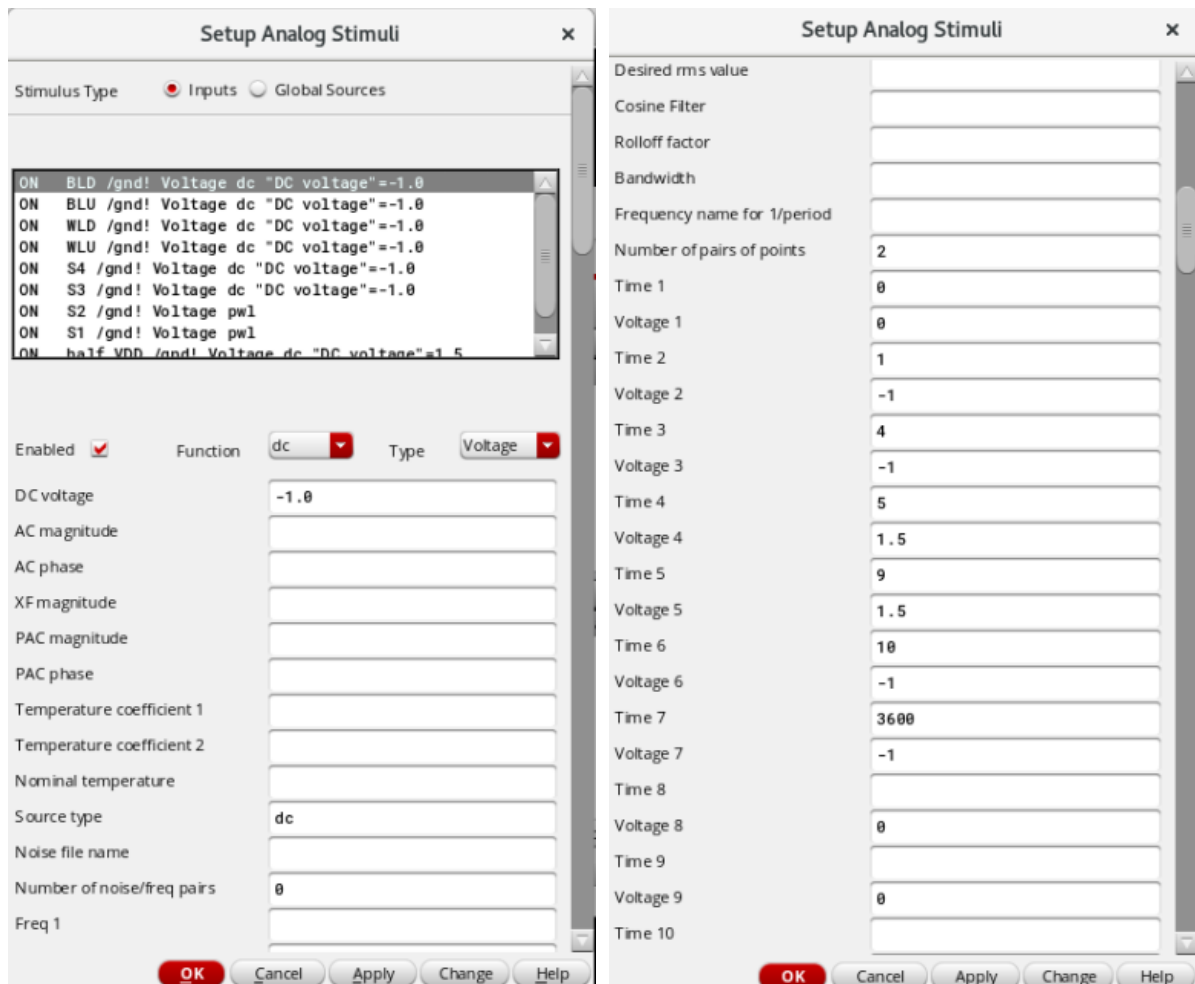 Setup Analog Stimuli ×
Stimulus Type Inputs Global Sources
ON BLD /gnd! Voltage dc "DC voltage"=-1.0
ON BLU /gnd! Voltage dc "DC voltage"=-1.0
ON WLD /gnd! Voltage dc "DC voltage"=-1.0
ON WLU /gnd! Voltage dc "DC voltage"=-1.0
ON S4 /gnd! Voltage dc "DC voltage"=-1.0
ON S3 /gnd! Voltage dc "DC voltage"=-1.0
ON S2 /gnd! Voltage pwl
ON S1 /gnd! Voltage pwl
ON half_VDD /gnd! Voltage dc "DC voltage"=1.5
Enabled Function dc Type Voltage
DC voltage -1.0
AC magnitude
AC phase
XF magnitude
PAC magnitude
PAC phase
Temperature coefficient 1
Temperature coefficient 2
Nominal temperature
Source type dc
Noise file name
Number of noise/freq pairs 0
Freq 1
OK Cancel Apply Change Help
Setup Analog Stimuli ×
Desired rms value
Cosine Filter
Rolloff factor
Bandwidth
Frequency name for 1/period
Number of pairs of points 2
Time 1 0
Voltage 1 0
Time 2 1
Voltage 2 -1
Time 3 4
Voltage 3 -1
Time 4 5
Voltage 4 1.5
Time 5 9
Voltage 5 1.5
Time 6 10
Voltage 6 -1
Time 7 3600
Voltage 7 -1
Time 8
Voltage 8 0
Time 9
Voltage 9 0
Time 10
OK Cancel Apply Change Help